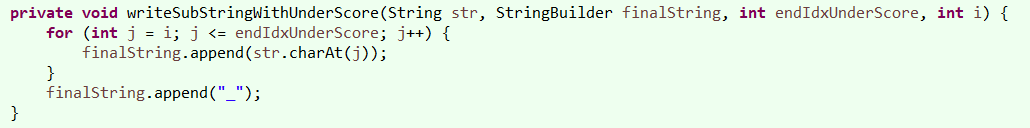 private void writeSubStringWithUnderScore(String str, StringBuilder finalString, int endIdxUnderScore, int i) {
    for (int j = i; j <= endIdxUnderScore; j++) {
        finalString.append(str.charAt(j));
    }
    finalString.append("_");
}